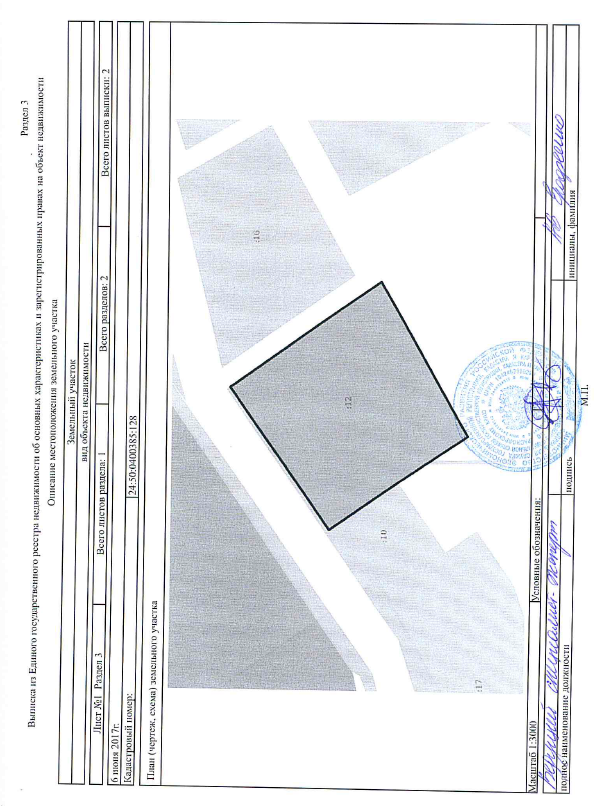 Раздел 3
Выписка из Единого государственного реестра недвижимости об основных характеристиках и зарегистрированных правах на объект недвижимости
Описание местоположения земельного участка
Земельный участок
вид объекта недвижимости
Лист №1 Раздел 3 Всего листов раздела: 1 Всего разделов: 2 Всего листов выписки: 2
6 июня 2017г.
Кадастровый номер: 24:50:0400385:128
План (чертеж, схема) земельного участка
:16
:12
:10
:17
Масштаб 1:3000 Условные обозначения:
полное наименование должности подпись инициалы, фамилия
М.П.